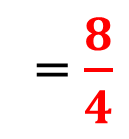 = 8/4